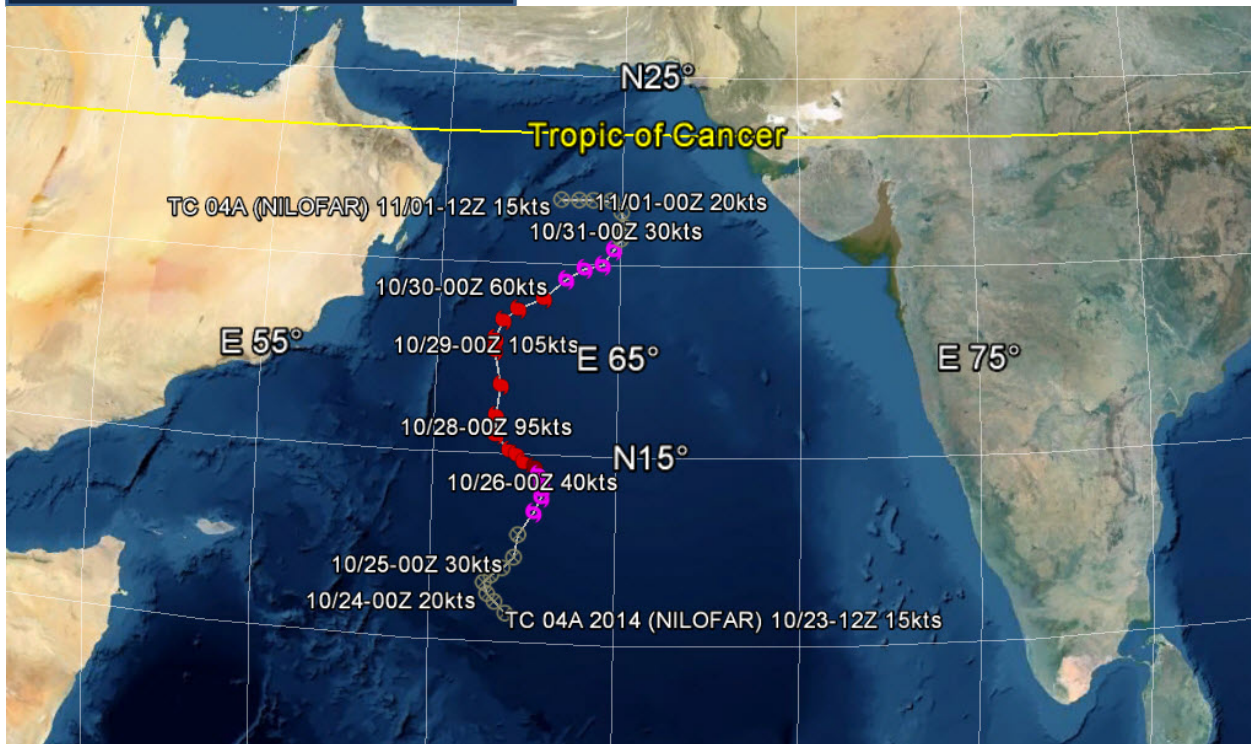 N25°
Tropic of Cancer
TC 04A (NILOFAR) 11/01-12Z 15kts
11/01-00Z 20kts
10/31-00Z 30kts
10/30-00Z 60kts
E 55°
10/29-00Z 105kts
E 65°
E 75°
10/28-00Z 95kts
N15°
10/26-00Z 40kts
10/25-00Z 30kts
10/24-00Z 20kts
TC 04A 2014 (NILOFAR) 10/23-12Z 15kts